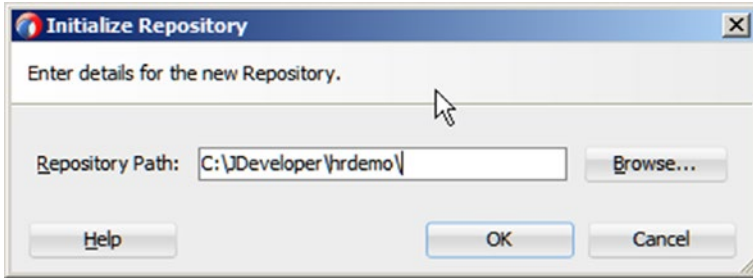 Initialize Repository
Enter details for the new Repository.
Repository Path: C:\JDeveloper\hrdemo\ Browse...
Help OK Cancel